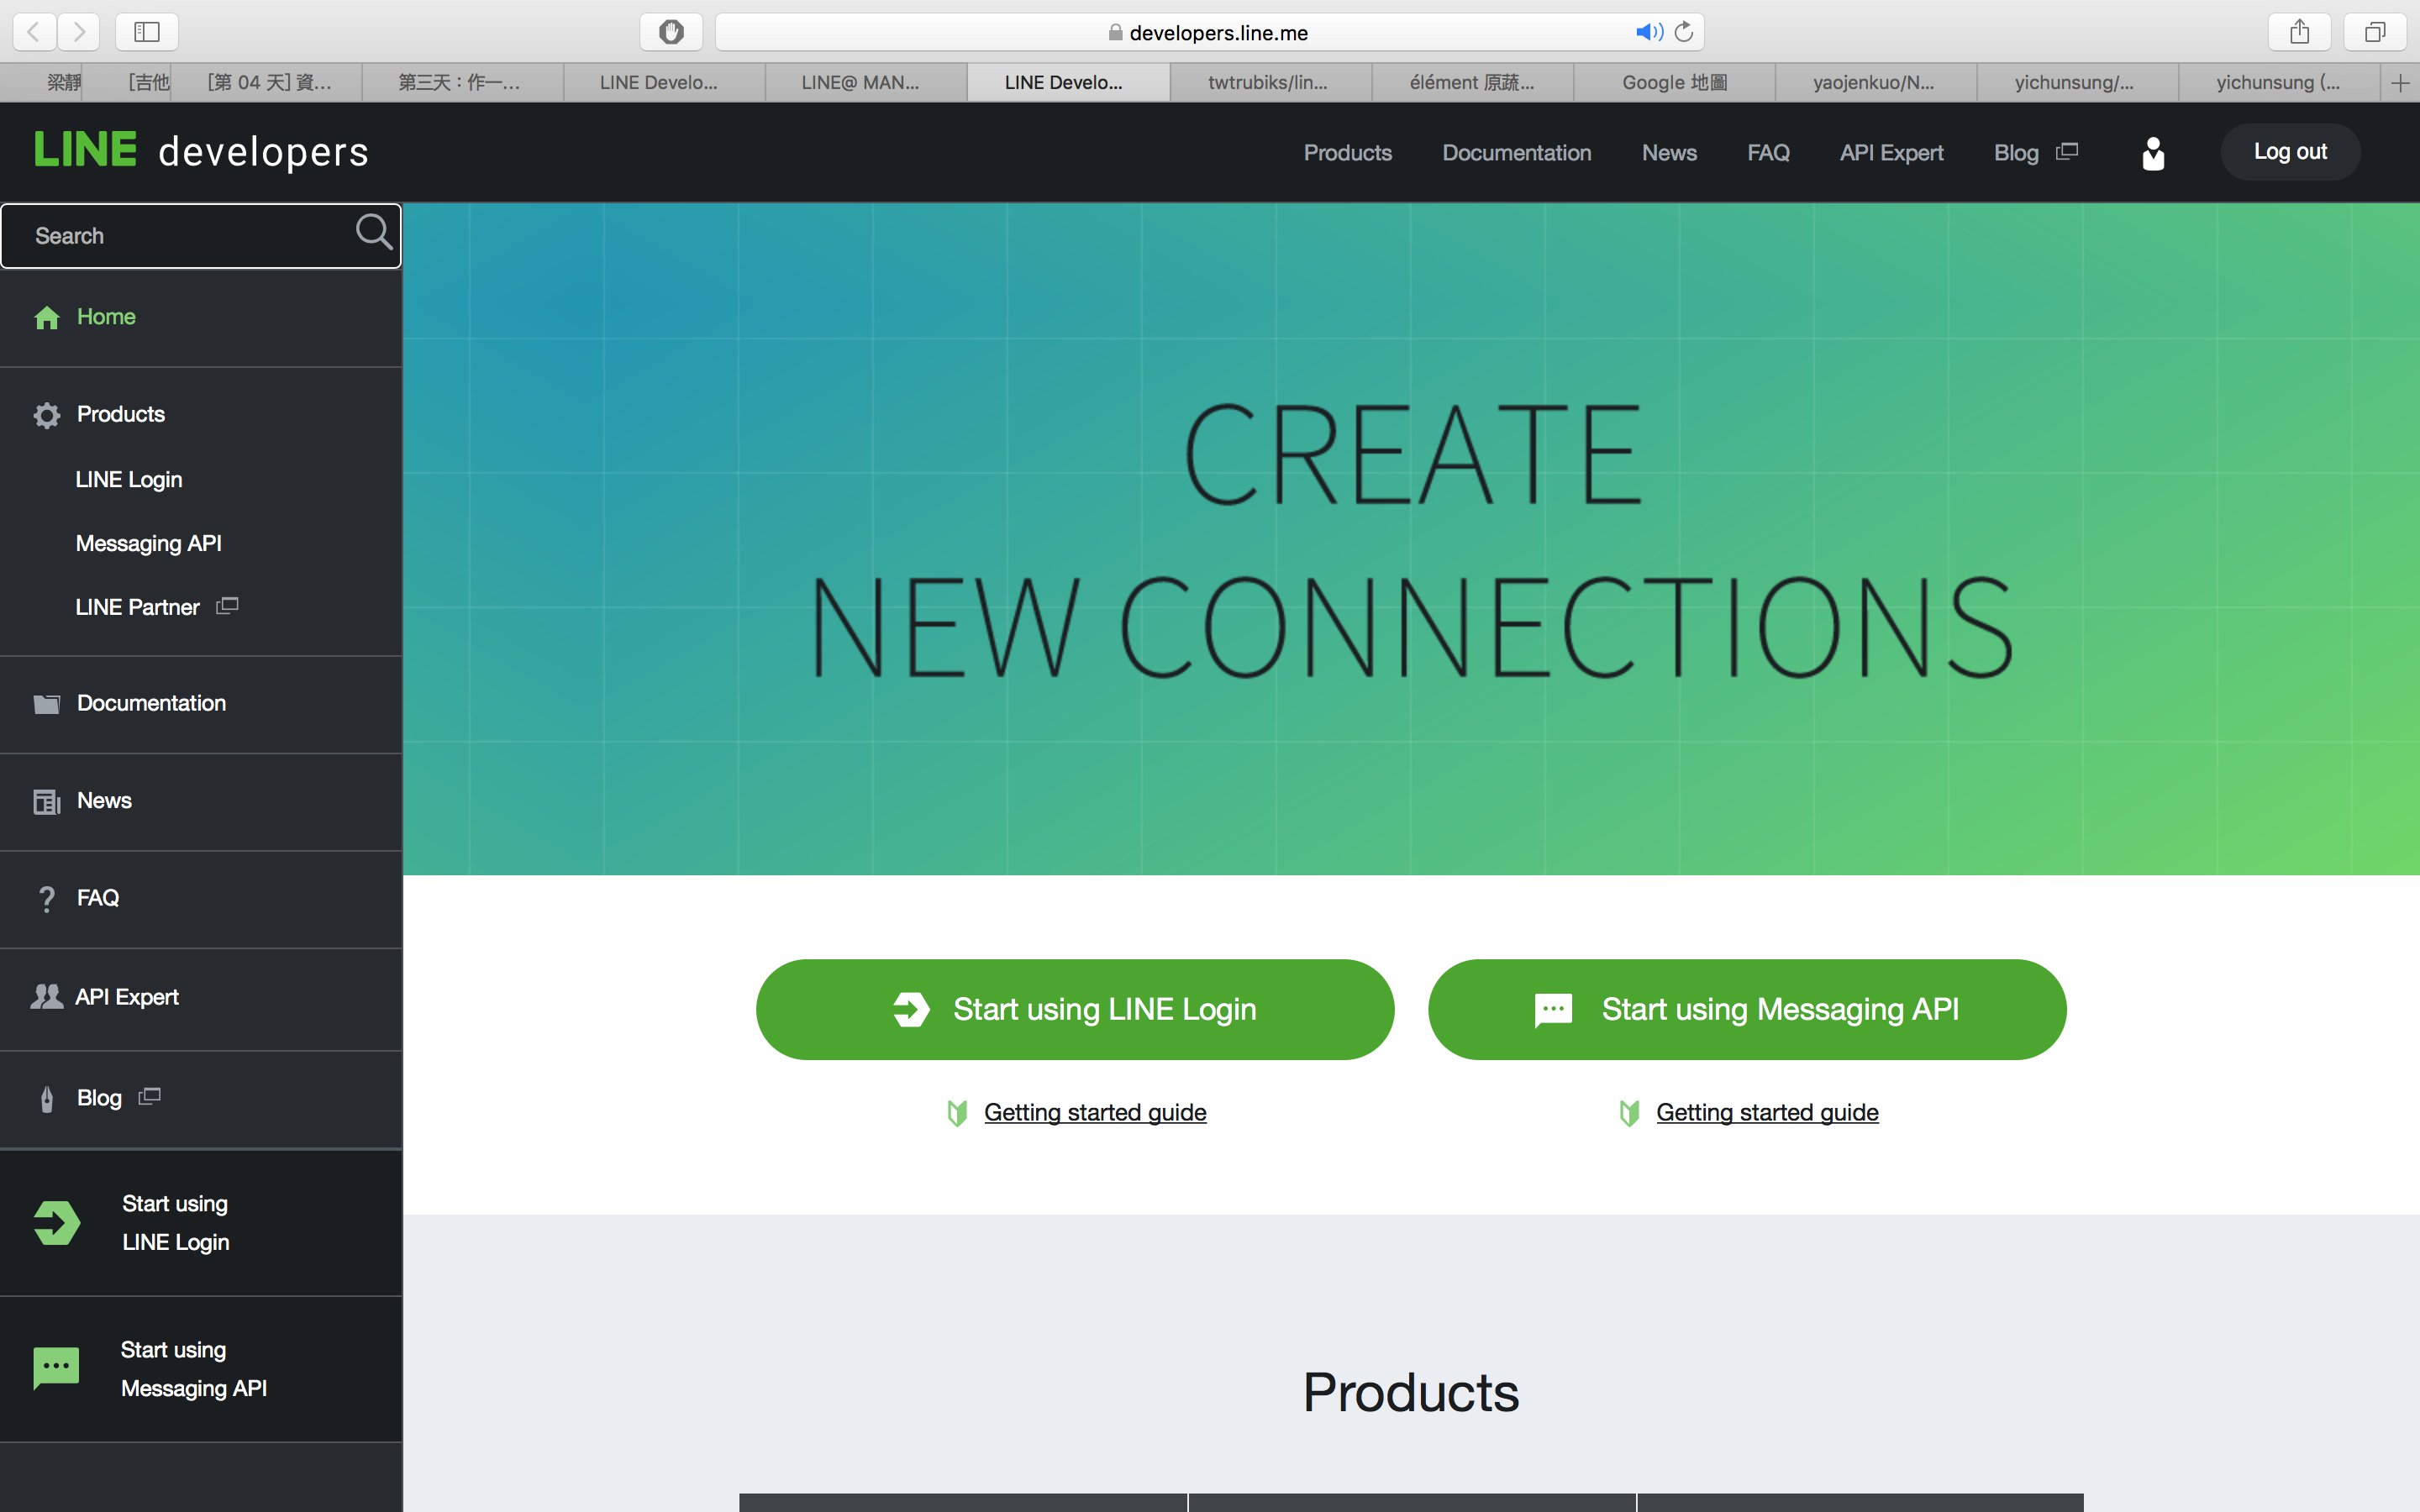 developers.line.me
梁靜
[吉他
[第 04 天] 資...
第三天：作一...
LINE Develo...
LINE@ MAN...
LINE Develo...
twtrubiks/lin...
élément 原蔬...
Google 地圖
yaojenkuo/N...
yichunsung/...
yichunsung (...
LINE developers
Products
Documentation
News
FAQ
API Expert
Blog
Log out
Search
Home
Products
LINE Login
Messaging API
LINE Partner
Documentation
News
FAQ
API Expert
Blog
Start using
LINE Login
Start using
Messaging API
CREATE
NEW CONNECTIONS
Start using LINE Login
Start using Messaging API
Getting started guide
Getting started guide
Products